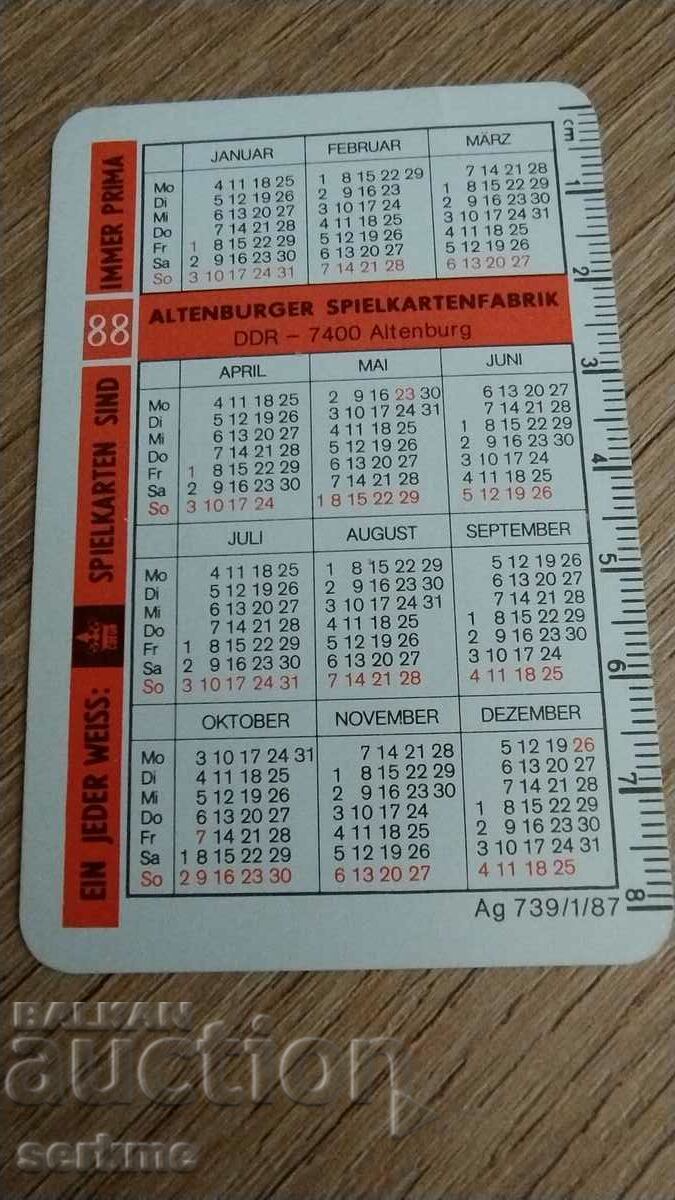 JANUAR FEBRUAR MÄRZ
Mo 4 11 18 25 1 8 15 22 29 7 14 21 28
Di 5 12 19 26 2 9 16 23 1 8 15 22 29
Mi 6 13 20 27 3 10 17 24 2 9 16 23 30
Do 7 14 21 28 4 11 18 25 3 10 17 24 31
Fr 1 8 15 22 29 5 12 19 26 4 11 18 25
Sa 2 9 16 23 30 6 13 20 27 5 12 19 26
So 3 10 17 24 31 7 14 21 28 6 13 20 27
ALTENBURGER SPIELKARTENFABRIK
DDR – 7400 Altenburg
APRIL MAI JUNI
Mo 4 11 18 25 2 9 16 23 30 6 13 20 27
Di 5 12 19 26 3 10 17 24 31 7 14 21 28
Mi 6 13 20 27 4 11 18 25 1 8 15 22 29
Do 7 14 21 28 5 12 19 26 2 9 16 23 30
Fr 1 8 15 22 29 6 13 20 27 3 10 17 24
Sa 2 9 16 23 30 7 14 21 28 4 11 18 25
So 3 10 17 24 1 8 15 22 29 5 12 19 26
JULI AUGUST SEPTEMBER
Mo 4 11 18 25 1 8 15 22 29 5 12 19 26
Di 5 12 19 26 2 9 16 23 30 6 13 20 27
Mi 6 13 20 27 3 10 17 24 31 7 14 21 28
Do 7 14 21 28 4 11 18 25 1 8 15 22 29
Fr 1 8 15 22 29 5 12 19 26 2 9 16 23 30
Sa 2 9 16 23 30 6 13 20 27 3 10 17 24
So 3 10 17 24 31 7 14 21 28 4 11 18 25
OKTOBER NOVEMBER DEZEMBER
Mo 3 10 17 24 31 7 14 21 28 5 12 19 26
Di 4 11 18 25 1 8 15 22 29 6 13 20 27
Mi 5 12 19 26 2 9 16 23 30 7 14 21 28
Do 6 13 20 27 3 10 17 24 1 8 15 22 29
Fr 7 14 21 28 4 11 18 25 2 9 16 23 30
Sa 1 8 15 22 29 5 12 19 26 3 10 17 24 31
So 2 9 16 23 30 6 13 20 27 4 11 18 25
Ag 739/1/87
EIN JEDER WEISS: SPIELKARTEN SIND 88 IMMER PRIMA
cm 1 2 3 4 5 6 7 8
BALKAN
auction
serkme